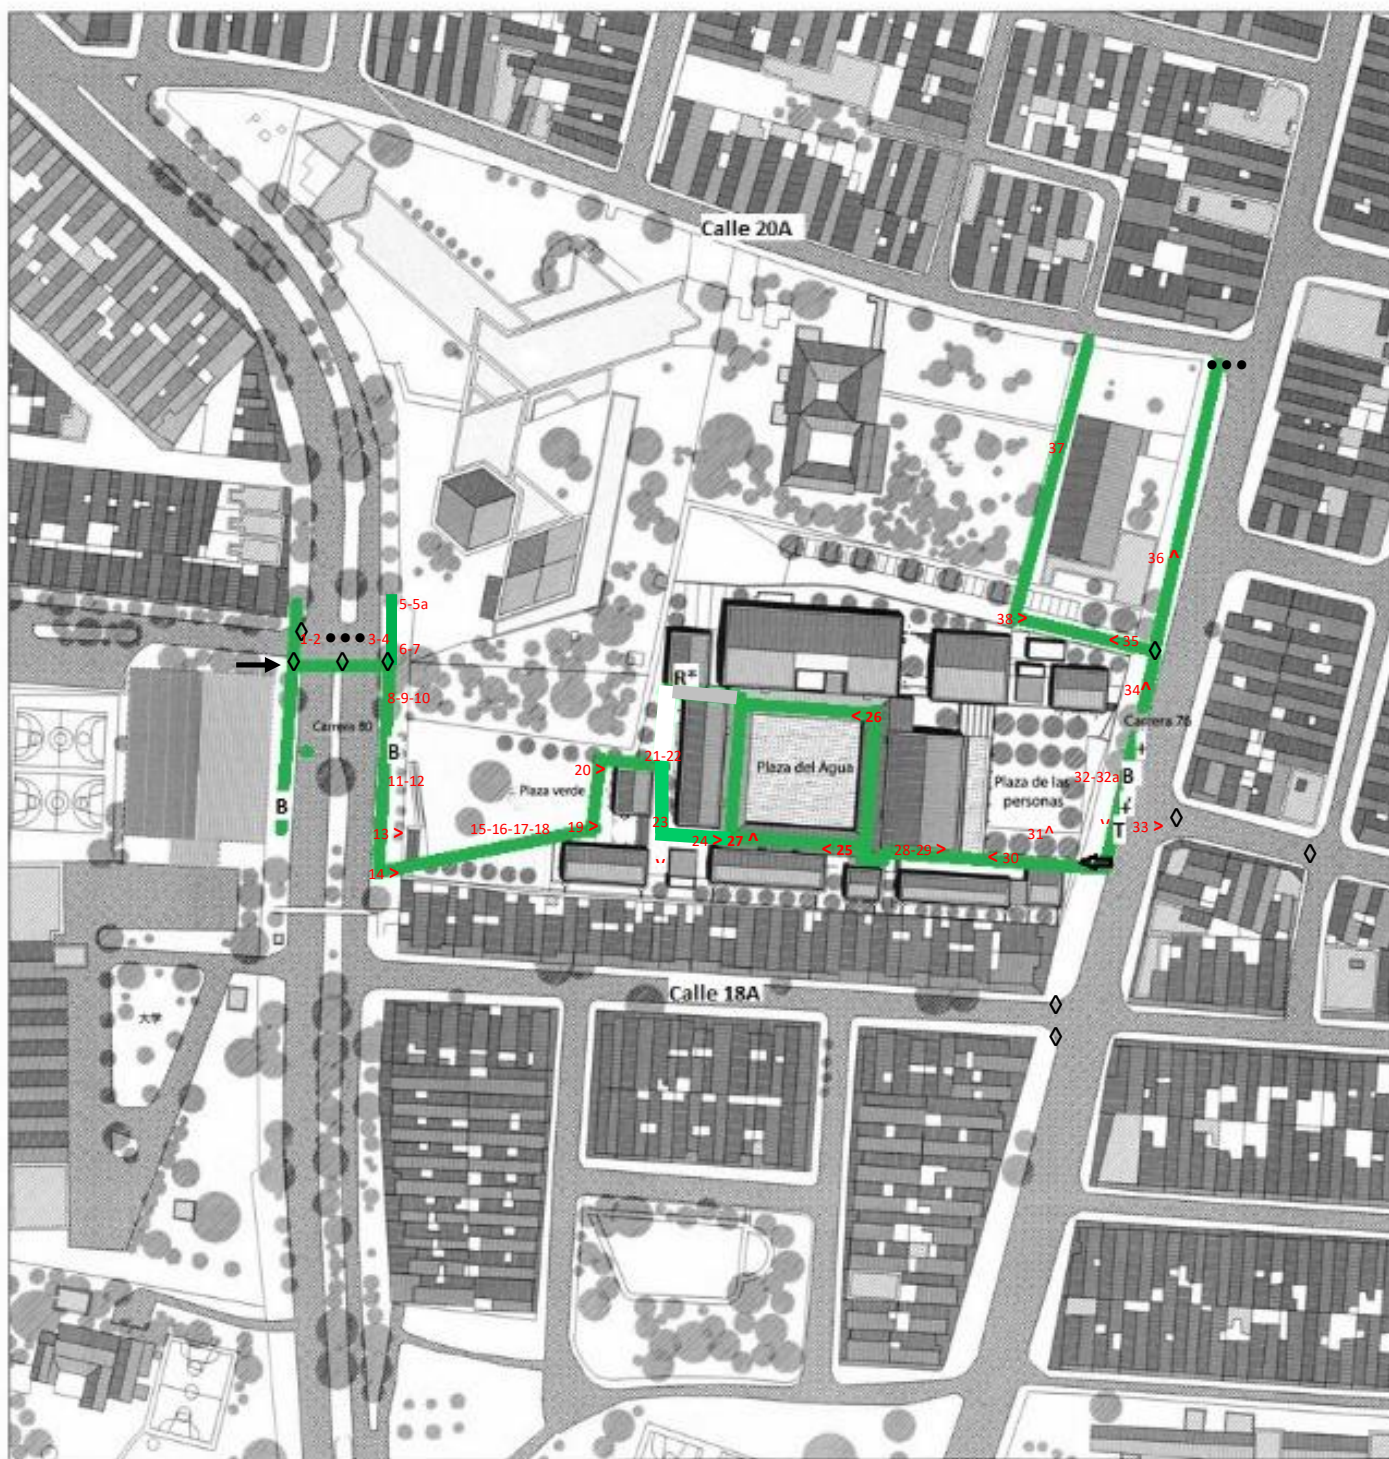 Calle 20A
37
36 ^
5-5a
1-2
3-4
6-7
38 >
< 35
34 ^
R*
8-9-10
Carrera 80
Carrera 76
< 26
B
20 >
21-22
Plaza del Agua
11-12
Plaza verde
Plaza de las
personas
32-32a
B
B
13 >
15-16-17-18
19 >
23
24 >
27 ^
< 25
28-29 >
< 30
31 ^
T
33 >
14 >
Calle 18A
大学